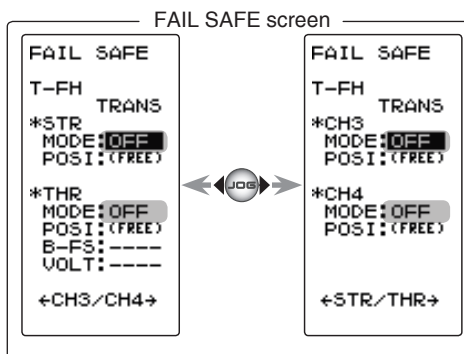 FAIL SAFE screen
FAIL SAFE
T-FH
TRANS
*STR
MODE:OFF
POSI:(FREE)
*THR
MODE:OFF
POSI:(FREE)
B-FS:----
VOLT:----
←CH3/CH4→
JOG
FAIL SAFE
T-FH
TRANS
*CH3
MODE:OFF
POSI:(FREE)
*CH4
MODE:OFF
POSI:(FREE)
←STR/THR→